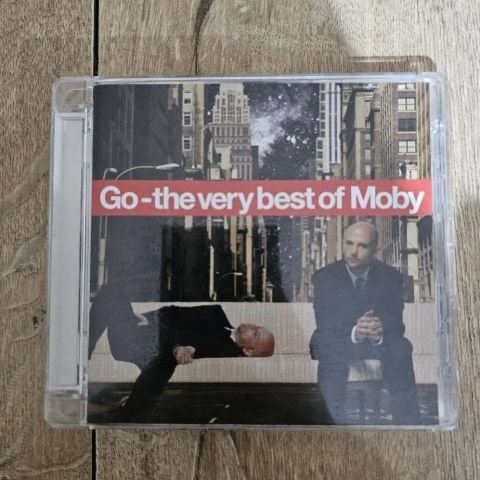 Go - the very best of Moby